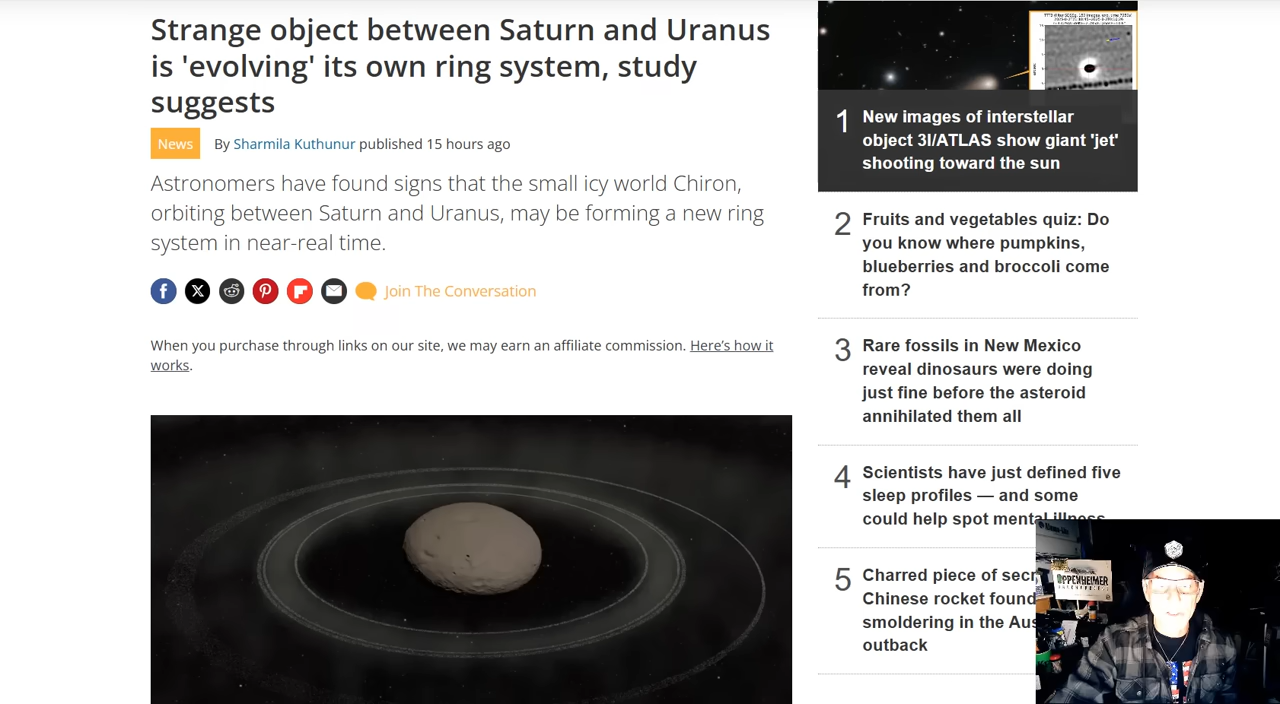 Strange object between Saturn and Uranus
is 'evolving' its own ring system, study
suggests
News By Sharmila Kuthunur published 15 hours ago
Astronomers have found signs that the small icy world Chiron,
orbiting between Saturn and Uranus, may be forming a new ring
system in near-real time.
Join The Conversation
When you purchase through links on our site, we may earn an affiliate commission. Here's how it
works.
1 New images of interstellar
object 3I/ATLAS show giant 'jet'
shooting toward the sun
2 Fruits and vegetables quiz: Do
you know where pumpkins,
blueberries and broccoli come
from?
3 Rare fossils in New Mexico
reveal dinosaurs were doing
just fine before the asteroid
annihilated them all
4 Scientists have just defined five
sleep profiles — and some
could help spot mental illness
5 Charred piece of secr
Chinese rocket found
smoldering in the Aus
outback
OPPENHEIMER